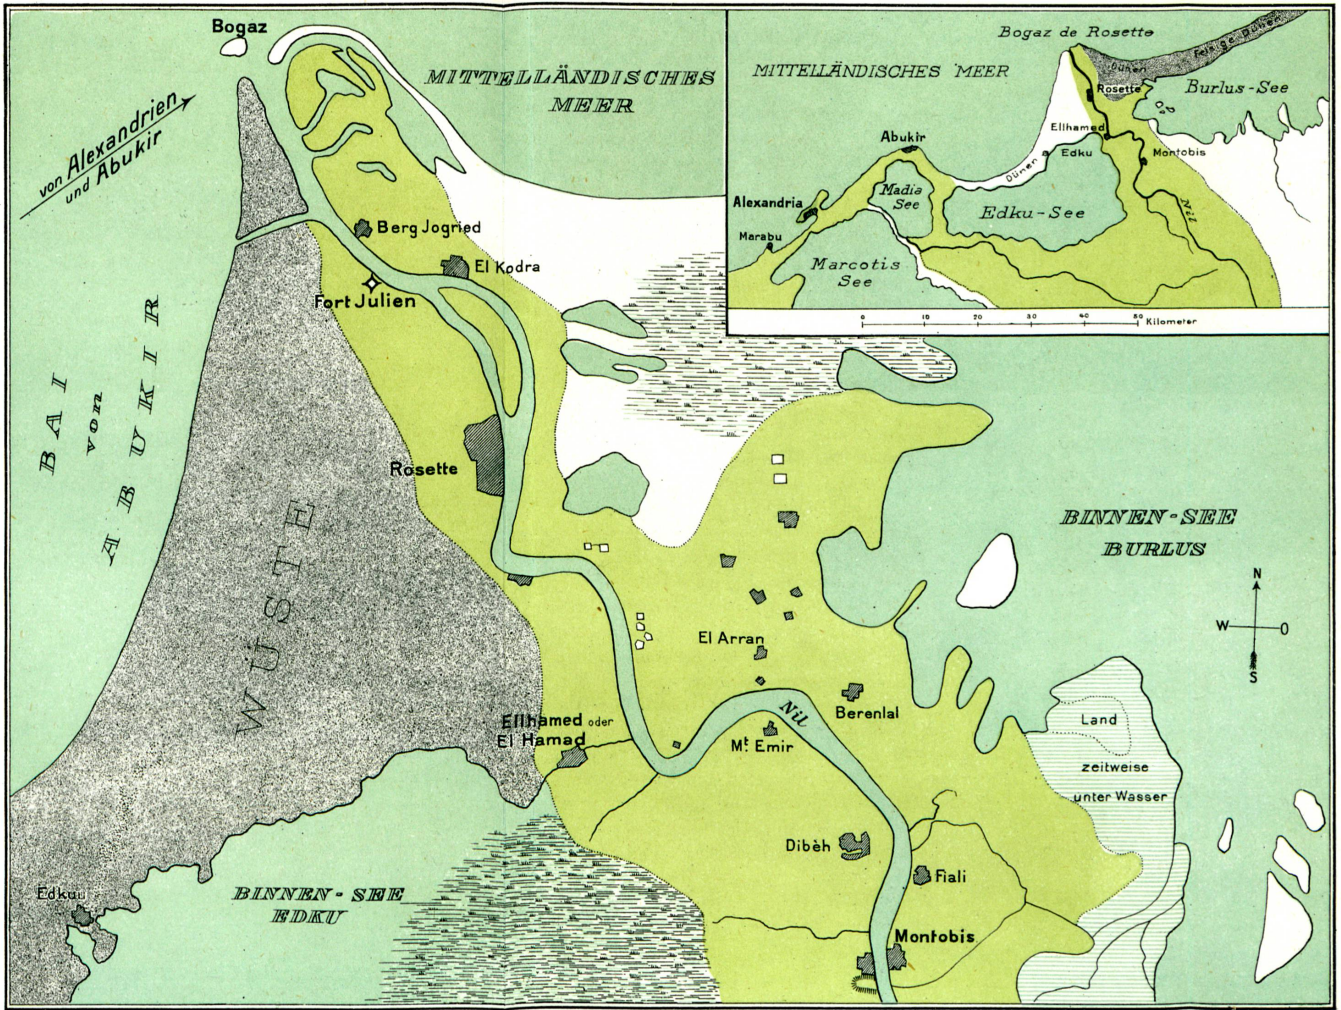 Bogaz
MITTELLÄNDISCHES
MEER
von Alexandrien
und Abukir
Berg Jogried
El Kodra
Fort Julien
BAI
von
ABUKIR
Rosette
WÜSTE
El Arran
Berenlal
Ellhamed oder
El Hamad
Nil
Mt Emir
Dibèh
Fiali
Montobis
Edku
BINNEN-SEE
EDKU
BINNEN-SEE
BURLUS
N
W O
S
Land
zeitweise
unter Wasser
Bogaz de Rosette
MITTELLÄNDISCHES MEER
Felsige Dünen
Dünen
Rosette
Burlus-See
Ellhamed
Abukir
Edku
Montobis
Dünen
Madia
See
Alexandria
Edku-See
Nil
Marabu
Marcotis
See
0 10 20 30 40 50 Kilometer